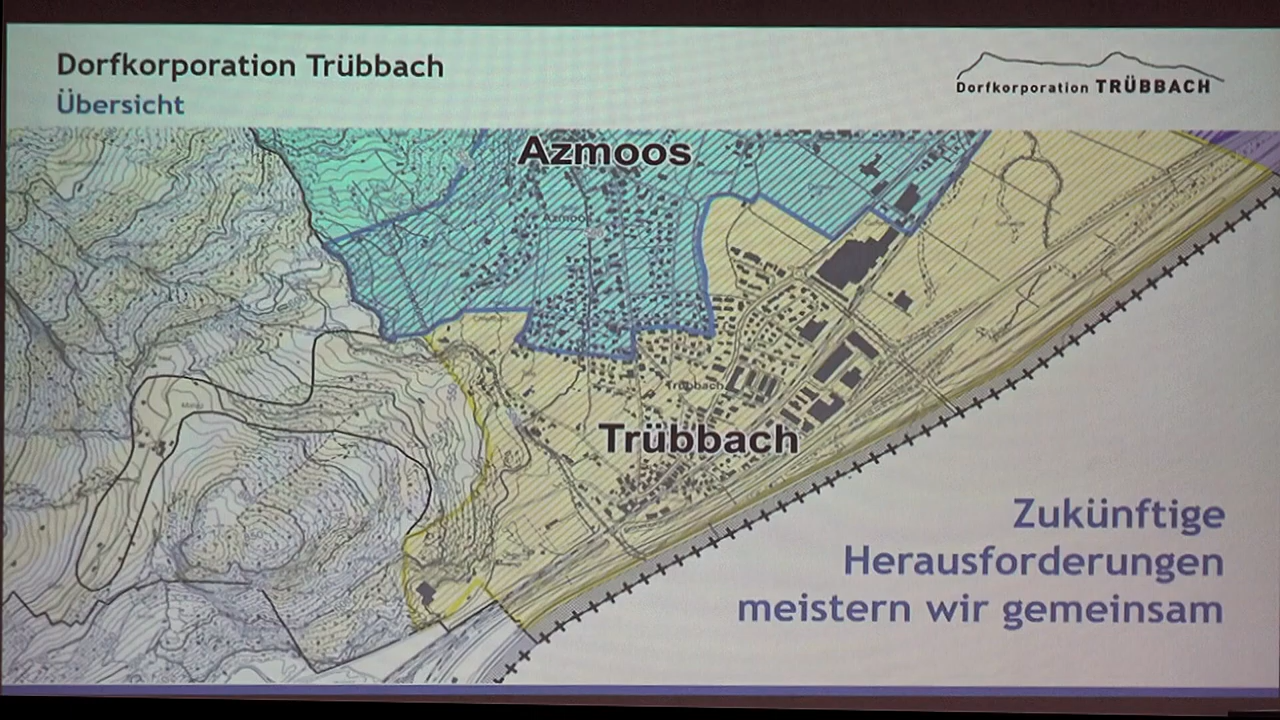 Dorfkorporation Trübbach
Übersicht
Dorfkorporation TRÜBBACH
Azmoos
Azmoos
Trübbach
Trübbach
Zukünftige
Herausforderungen
meistern wir gemeinsam